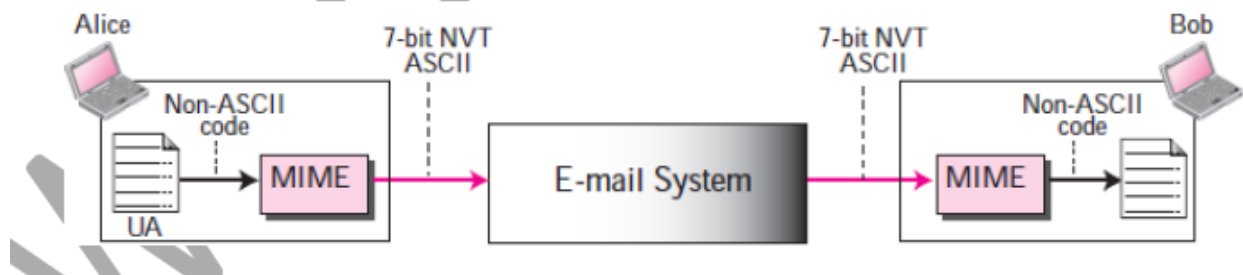 Alice
Bob
7-bit NVT
ASCII
7-bit NVT
ASCII
Non-ASCII
code
Non-ASCII
code
MIME
E-mail System
MIME
UA